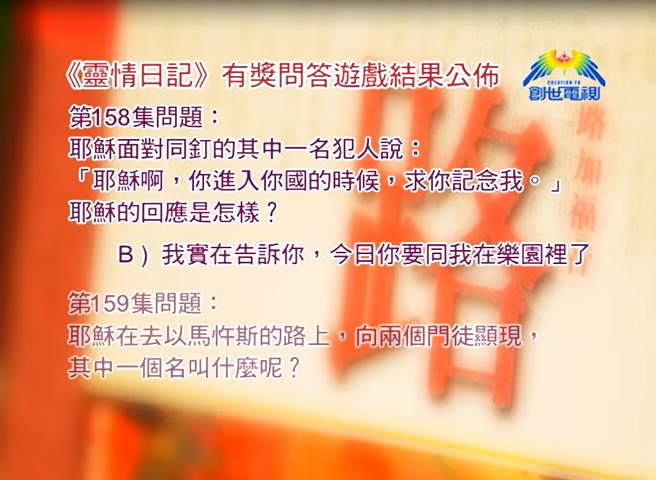 《靈情日記》有獎問答遊戲結果公佈
CREATION TV
創世電視
第158集問題：
耶穌面對同釘的其中一名犯人說：
「耶穌啊，你進入你國的時候，求你記念我。」
耶穌的回應是怎樣？
B） 我實在告訴你，今日你要同我在樂園裡了
第159集問題：
耶穌在去以馬忤斯的路上，向兩個門徒顯現，
其中一個名叫什麼呢？
路加福音
路